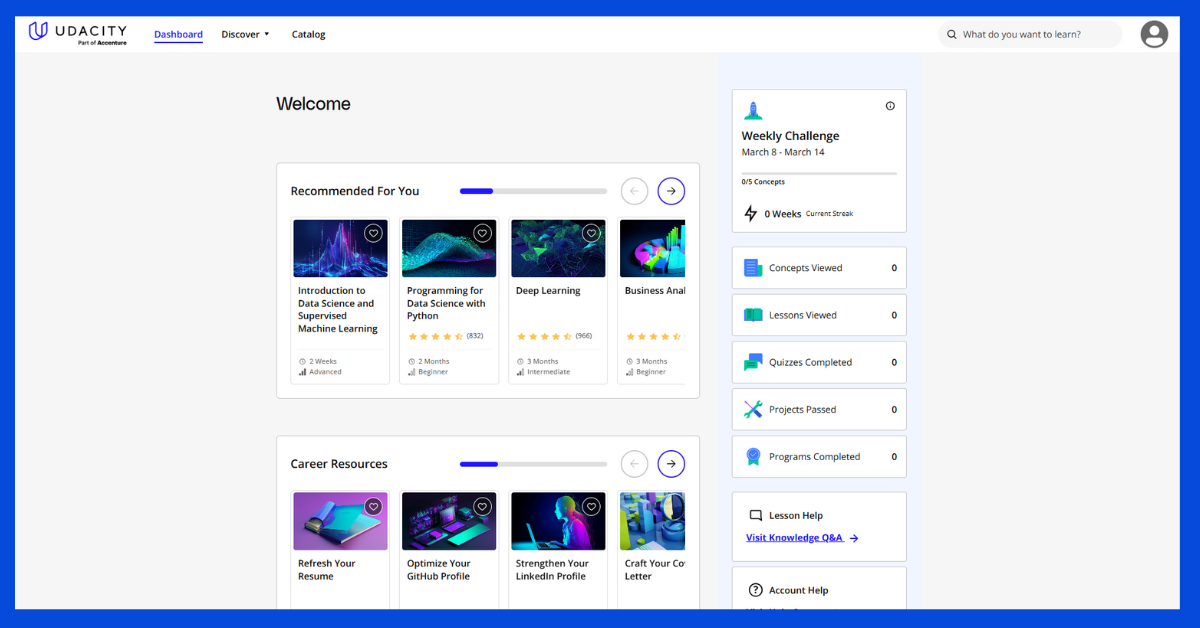 UDACITY
Part of Accenture
Dashboard
Discover
Catalog
What do you want to learn?
Welcome
Recommended For You
Introduction to
Data Science and
Supervised
Machine Learning
2 Weeks
Advanced
Programming for
Data Science with
Python
(832)
2 Months
Beginner
Deep Learning
(966)
3 Months
Intermediate
Business Anal
3 Months
Beginner
Career Resources
Refresh Your
Resume
Optimize Your
GitHub Profile
Strengthen Your
LinkedIn Profile
Craft Your Co
Letter
Weekly Challenge
March 8 - March 14
0/5 Concepts
0 Weeks Current Streak
Concepts Viewed 0
Lessons Viewed 0
Quizzes Completed 0
Projects Passed 0
Programs Completed 0
Lesson Help
Visit Knowledge Q&A
Account Help